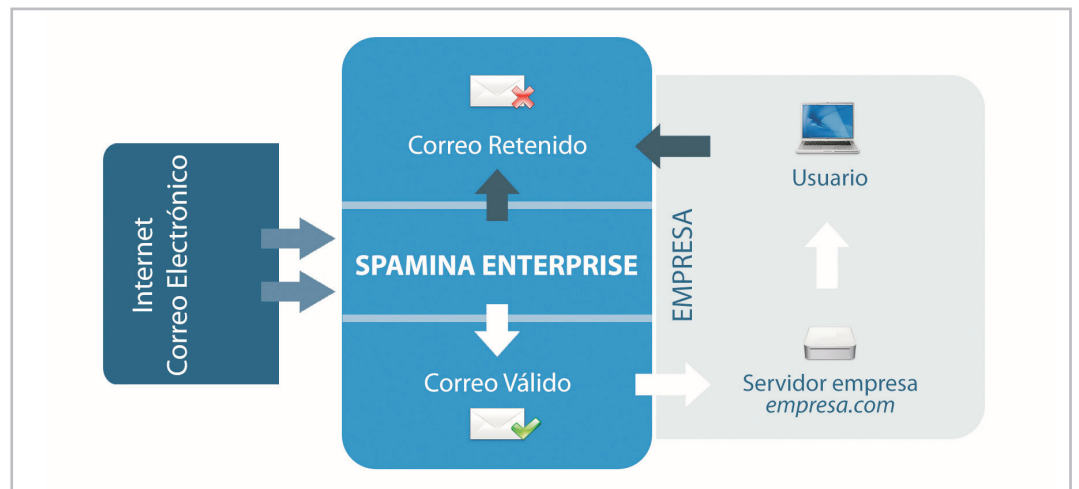 Internet
Correo Electrónico
Correo Retenido
SPAMINA ENTERPRISE
Correo Válido
EMPRESA
Usuario
Servidor empresa
empresa.com